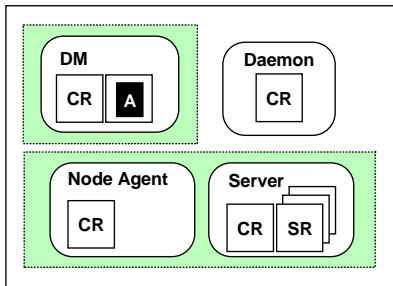 DM
CR A
Daemon
CR
Node Agent
CR
Server
CR SR